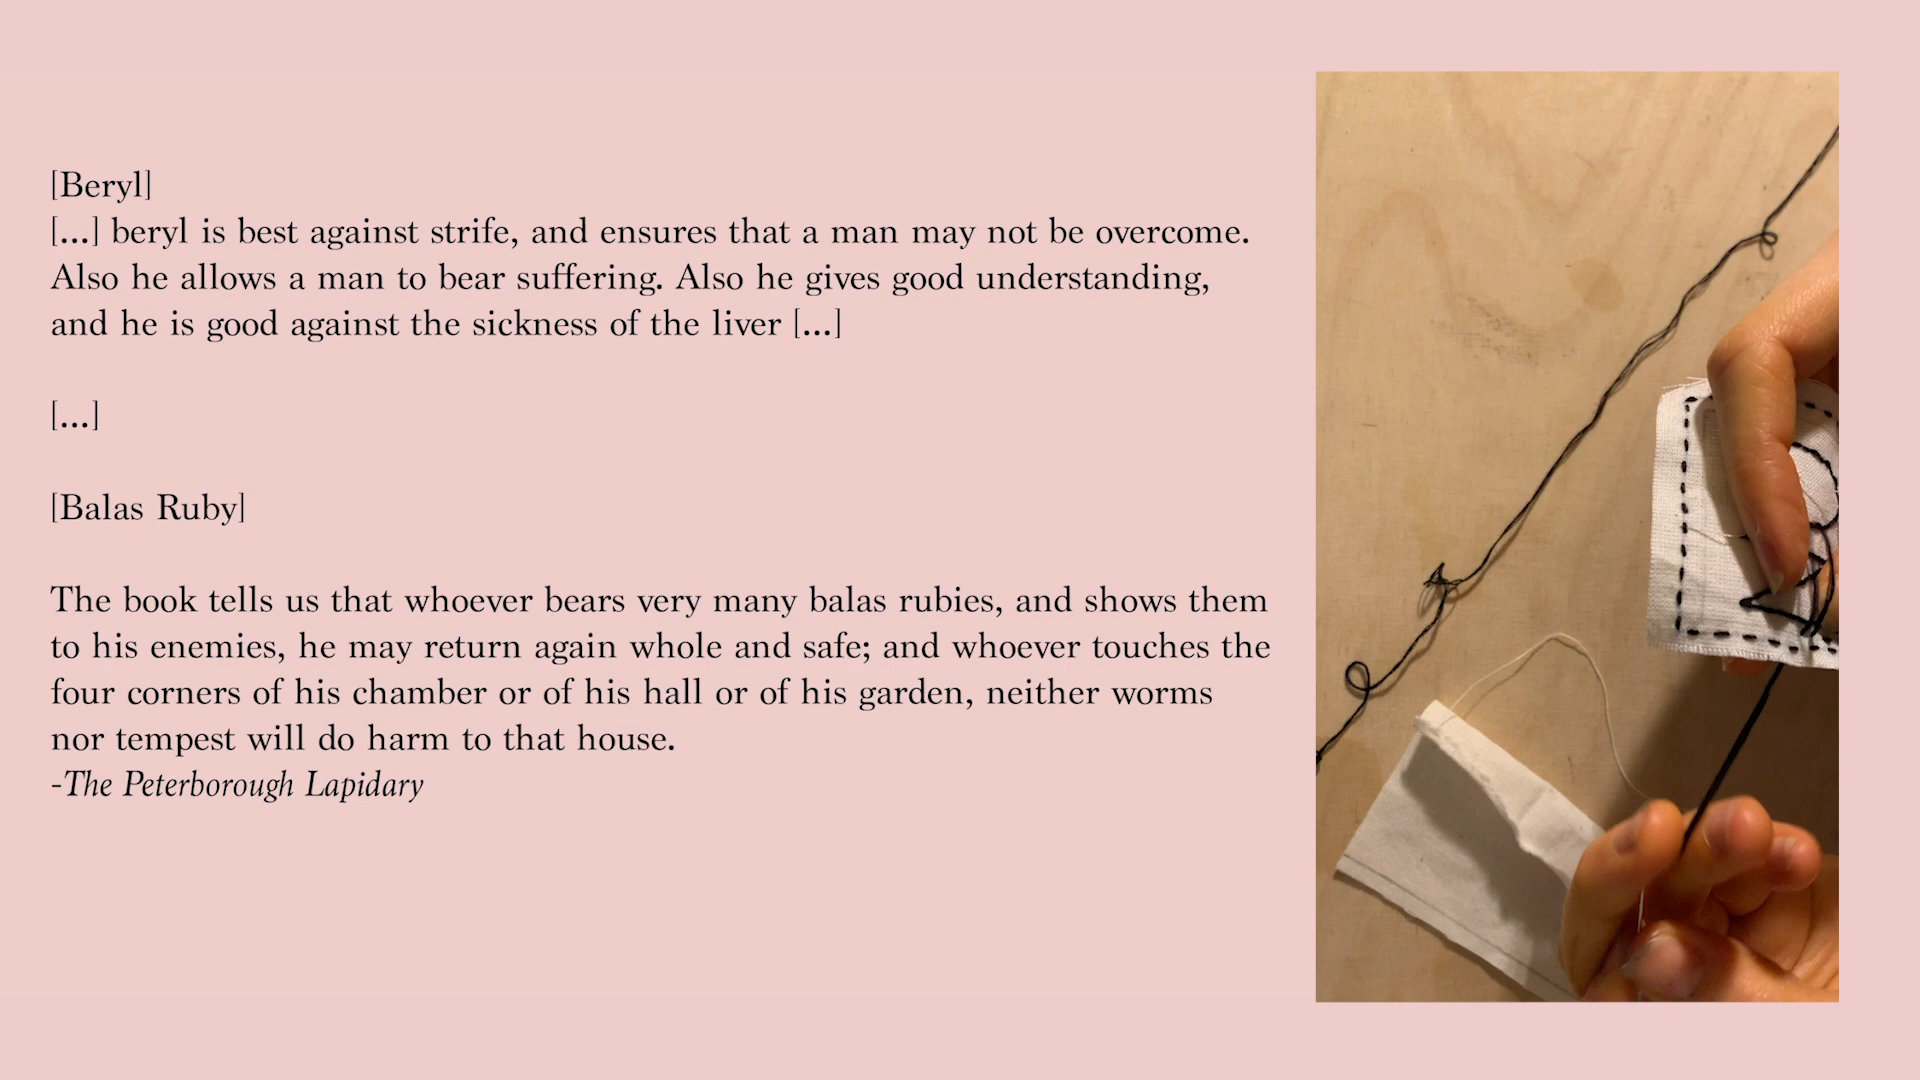 [Beryl]
[...] beryl is best against strife, and ensures that a man may not be overcome.
Also he allows a man to bear suffering. Also he gives good understanding,
and he is good against the sickness of the liver [...]
[...]
[Balas Ruby]
The book tells us that whoever bears very many balas rubies, and shows them
to his enemies, he may return again whole and safe; and whoever touches the
four corners of his chamber or of his hall or of his garden, neither worms
nor tempest will do harm to that house.
-The Peterborough Lapidary